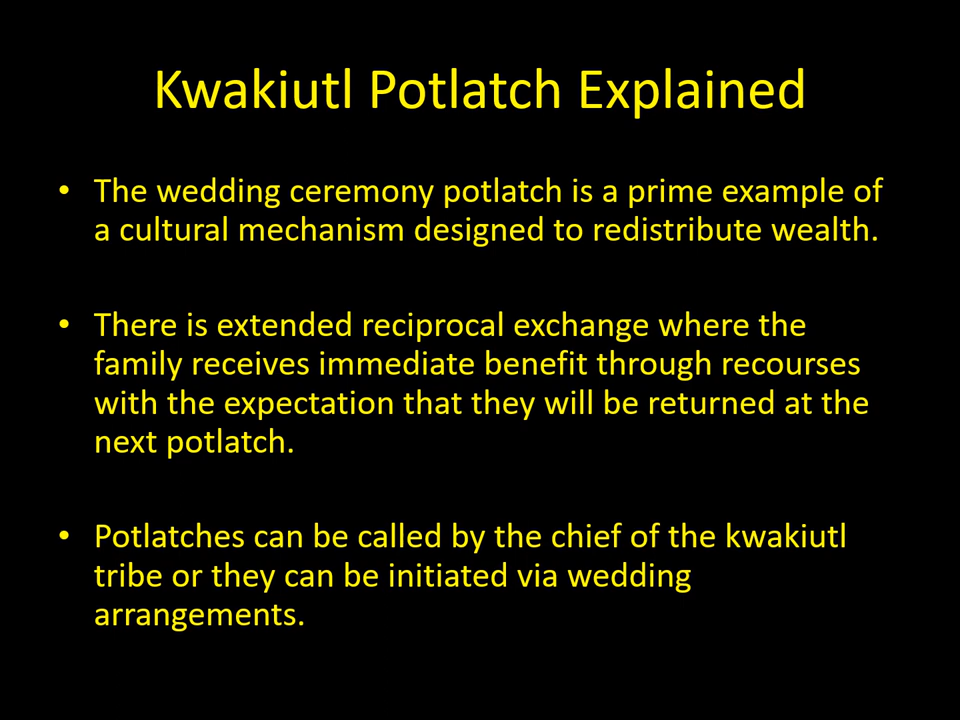 Kwakiutl Potlatch Explained
• The wedding ceremony potlatch is a prime example of
a cultural mechanism designed to redistribute wealth.
• There is extended reciprocal exchange where the
family receives immediate benefit through recourses
with the expectation that they will be returned at the
next potlatch.
• Potlatches can be called by the chief of the kwakiutl
tribe or they can be initiated via wedding
arrangements.